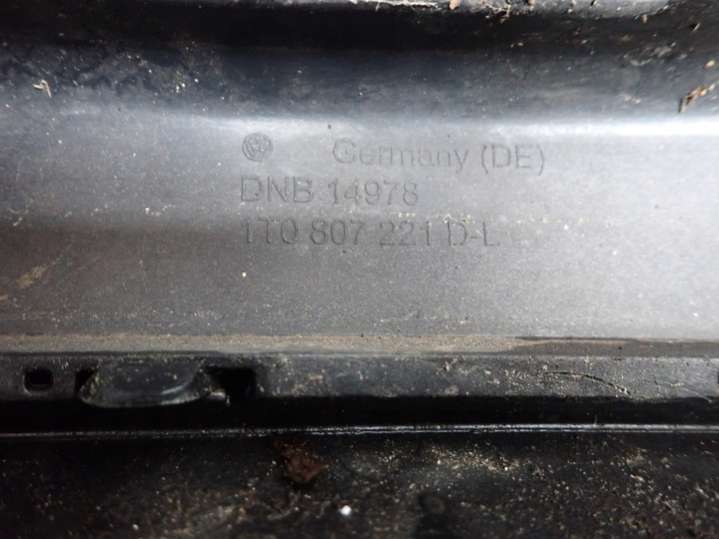 Germany (DE)
DNB 14978
1T0 807 221 D-L